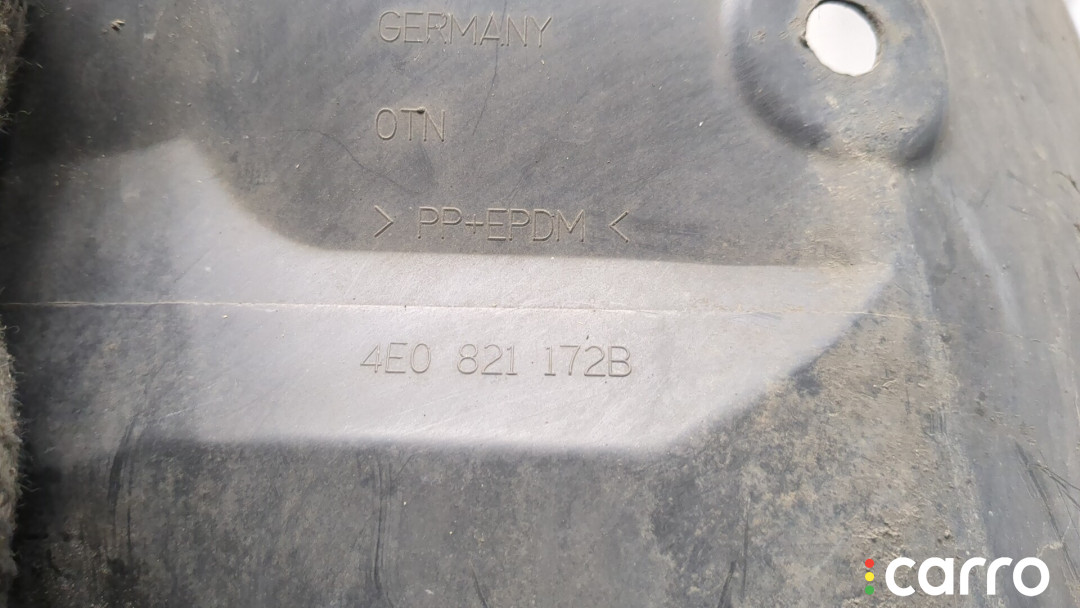 GERMANY
OTN
> PP+EPDM <
4E0 821 172B
carro